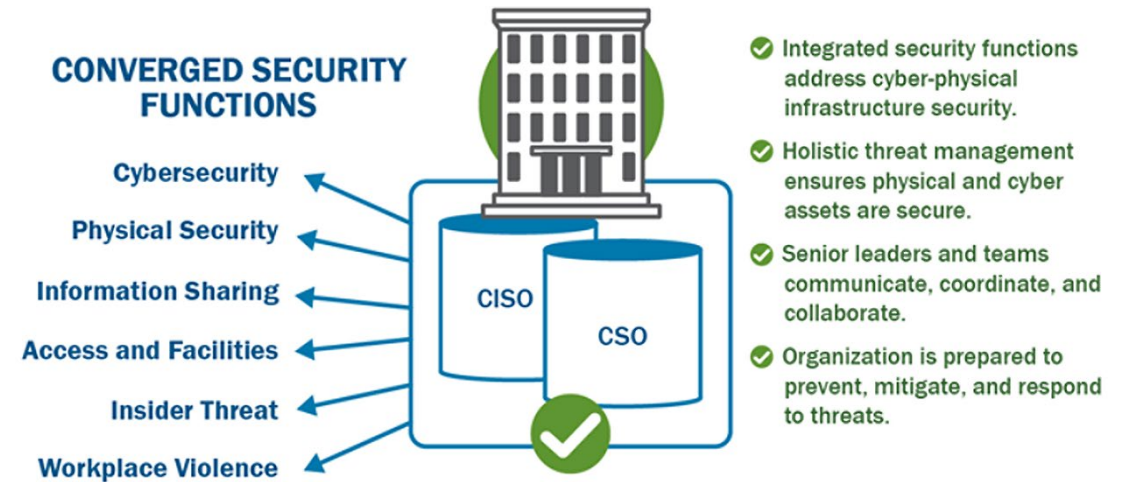 CONVERGED SECURITY
FUNCTIONS
Cybersecurity
Physical Security
Information Sharing
Access and Facilities
Insider Threat
Workplace Violence
CISO
CSO
Integrated security functions
address cyber-physical
infrastructure security.
Holistic threat management
ensures physical and cyber
assets are secure.
Senior leaders and teams
communicate, coordinate, and
collaborate.
Organization is prepared to
prevent, mitigate, and respond
to threats.